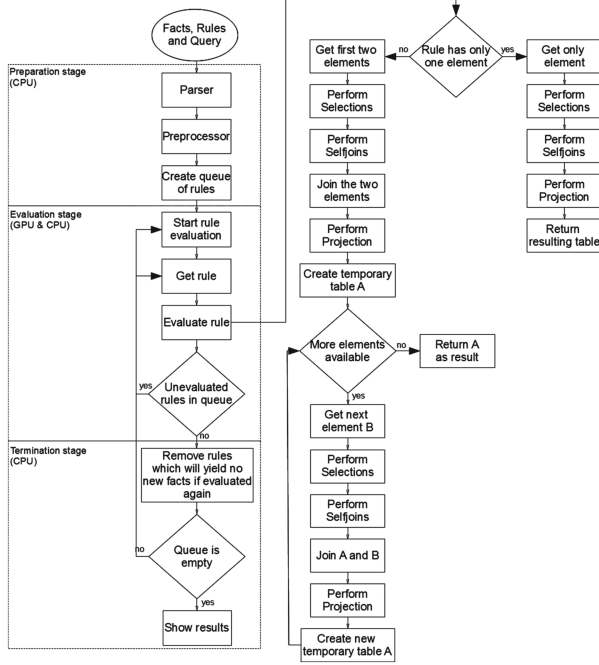 Facts, Rules
and Query
Preparation stage
(CPU)
Parser
Preprocessor
Create queue
of rules
Evaluation stage
(GPU & CPU)
Start rule
evaluation
Get rule
Evaluate rule
yes
Unevaluated
rules in queue
no
Termination stage
(CPU)
Remove rules
which will yield no
new facts if evaluated
again
no
Queue is
empty
yes
Show results
Rule has only
one element
no
yes
Get first two
elements
Perform
Selections
Perform
Selfjoins
Join the two
elements
Perform
Projection
Create temporary
table A
More elements
available
no
Return A
as result
yes
Get next
element B
Perform
Selections
Perform
Selfjoins
Join A and B
Perform
Projection
Create new
temporary table A
Get only
element
Perform
Selections
Perform
Selfjoins
Perform
Projection
Return
resulting table